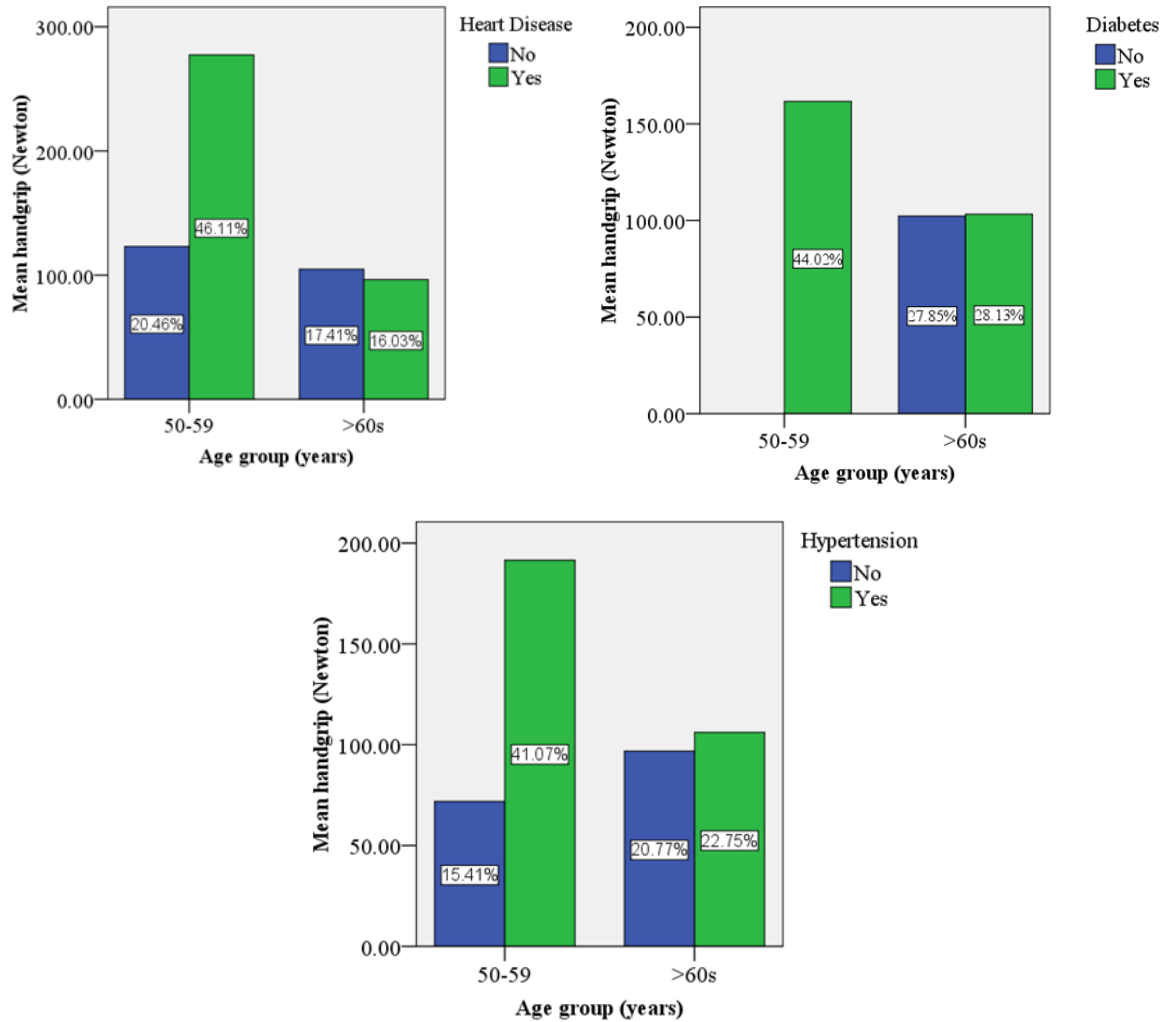 Heart Disease
No
Yes
Mean handgrip (Newton)
300.00
200.00
100.00
0.00
46.11%
20.46%
17.41%
16.03%
50-59
>60s
Age group (years)
Diabetes
No
Yes
Mean handgrip (Newton)
200.00
150.00
100.00
50.00
0.00
44.02%
27.85%
28.13%
50-59
>60s
Age group (years)
Hypertension
No
Yes
Mean handgrip (Newton)
200.00
150.00
100.00
50.00
0.00
41.07%
15.41%
20.77%
22.75%
50-59
>60s
Age group (years)